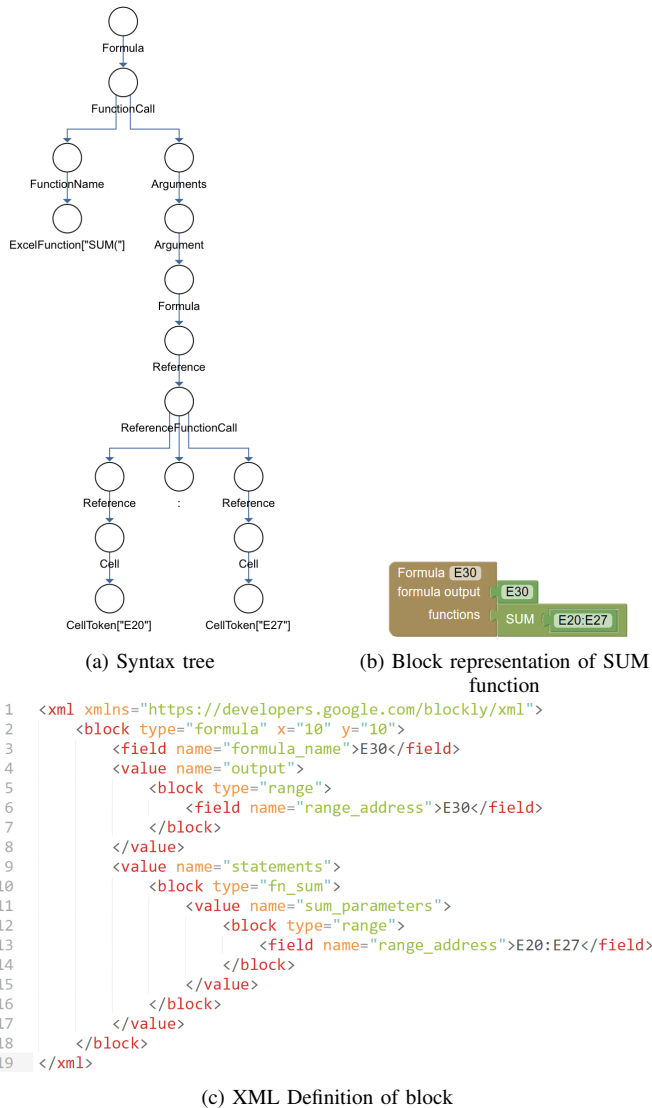 Formula
FunctionCall
FunctionName Arguments
ExcelFunction["SUM("] Argument
Formula
Reference
ReferenceFunctionCall
Reference : Reference
Cell Cell
CellToken["E20"] CellToken["E27"]
(a) Syntax tree
Formula E30
formula output E30
functions SUM E20:E27
(b) Block representation of SUM
function
1 <xml xmlns="https://developers.google.com/blockly/xml">
2 <block type="formula" x="10" y="10">
3 <field name="formula_name">E30</field>
4 <value name="output">
5 <block type="range">
6 <field name="range_address">E30</field>
7 </block>
8 </value>
9 <value name="statements">
10 <block type="fn_sum">
11 <value name="sum_parameters">
12 <block type="range">
13 <field name="range_address">E20:E27</field>
14 </block>
15 </value>
16 </block>
17 </value>
18 </block>
19 </xml>
(c) XML Definition of block